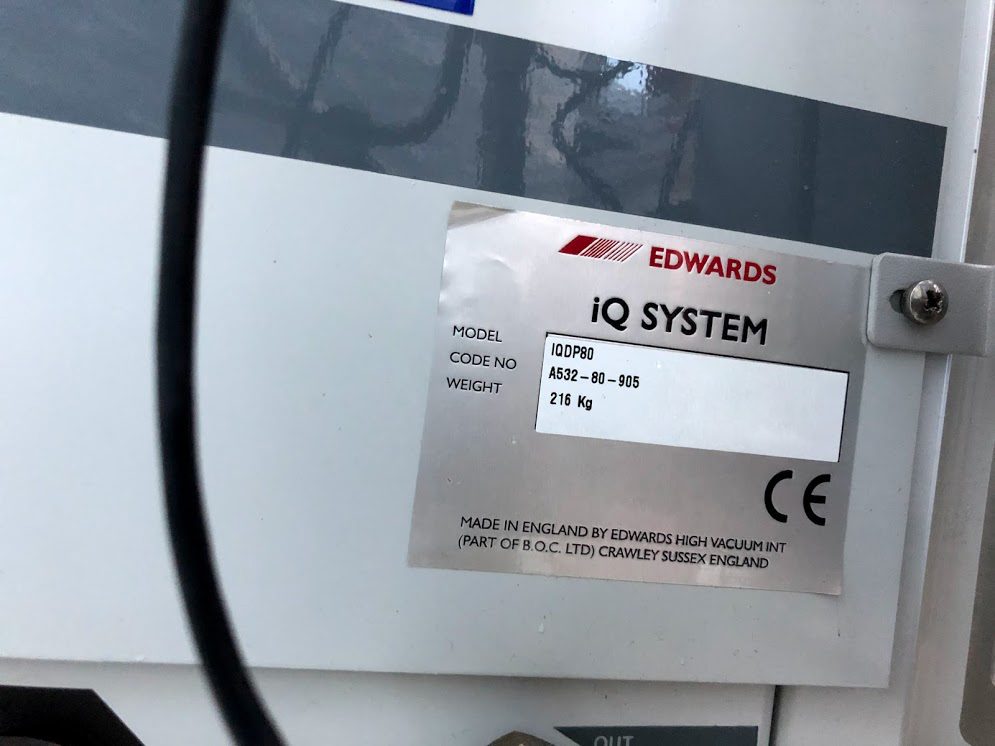 EDWARDS
iQ SYSTEM
MODEL IQDP80
CODE NO A532-80-905
WEIGHT 216 Kg
CE
MADE IN ENGLAND BY EDWARDS HIGH VACUUM INT
(PART OF B.O.C. LTD) CRAWLEY SUSSEX ENGLAND
OUT